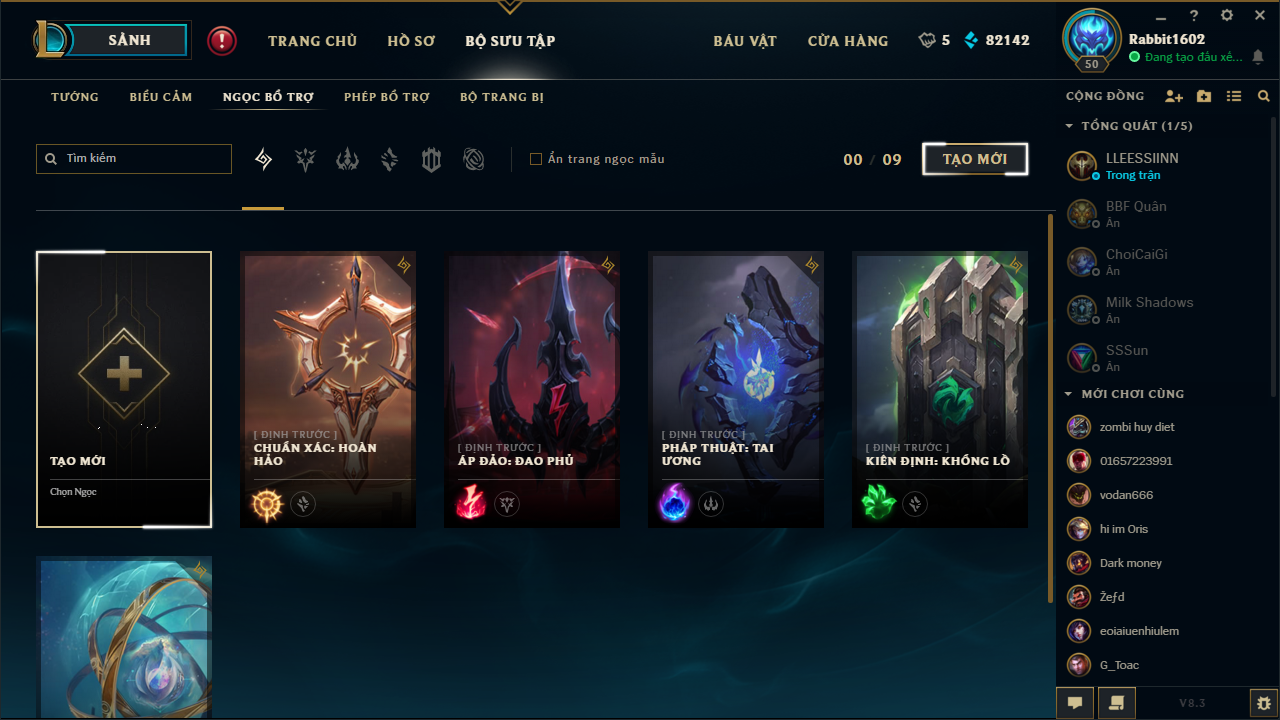 SẢNH
!
TRANG CHỦ
HỒ SƠ
BỘ SƯU TẬP
BÁU VẬT
CỬA HÀNG
5
82142
50
Rabbit1602
Đang tạo đấu xế...
TƯỚNG
BIỂU CẢM
NGỌC BỔ TRỢ
PHÉP BỔ TRỢ
BỘ TRANG BỊ
Tìm kiếm
Ẩn trang ngọc mẫu
00 / 09
TẠO MỚI
TẠO MỚI
Chọn Ngọc
[ ĐỊNH TRƯỚC ]
CHUẨN XÁC: HOÀN
HẢO
[ ĐỊNH TRƯỚC ]
ÁP ĐẢO: ĐAO PHỦ
[ ĐỊNH TRƯỚC ]
PHÁP THUẬT: TAI
ƯƠNG
[ ĐỊNH TRƯỚC ]
KIÊN ĐỊNH: KHỔNG LỒ
CỘNG ĐỒNG
TỔNG QUÁT (1/5)
LLEESSIINN
Trong trận
BBF Quân
Ẩn
ChoiCaiGi
Ẩn
Milk Shadows
Ẩn
SSSun
Ẩn
MỚI CHƠI CÙNG
zombi huy diet
01657223991
vodan666
hi im Oris
Dark money
Žeƒd
eoiaiuenhiulem
G_Toac
V8.3